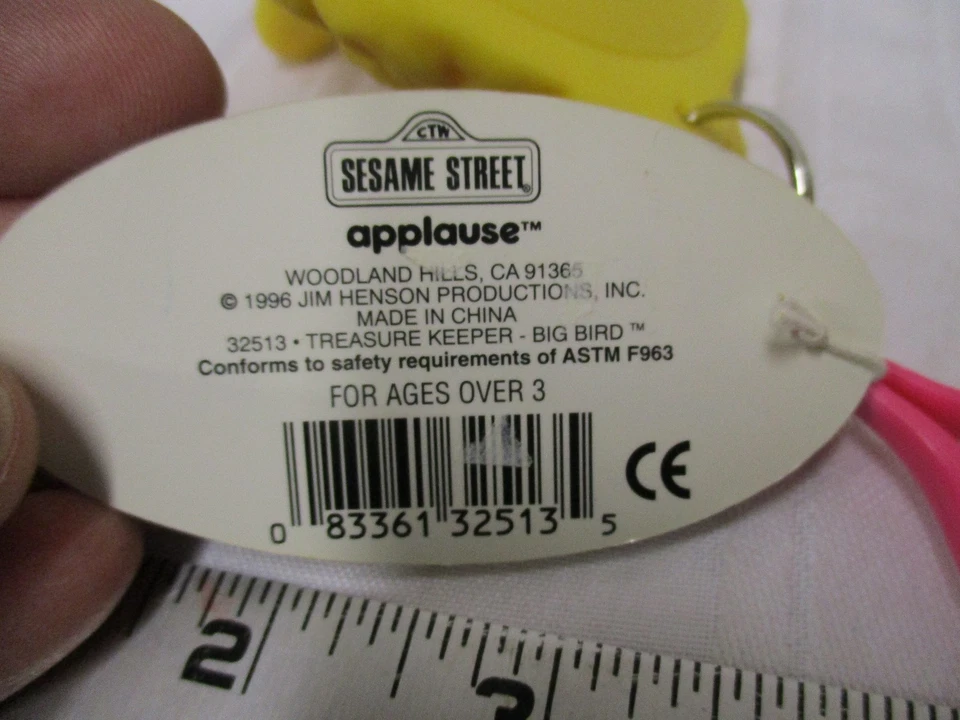 CTW
SESAME STREET®
applause™
WOODLAND HILLS, CA 91365
© 1996 JIM HENSON PRODUCTIONS, INC.
MADE IN CHINA
32513 • TREASURE KEEPER - BIG BIRD ™
Conforms to safety requirements of ASTM F963
FOR AGES OVER 3
CE
0 83361 32513 5
2
3